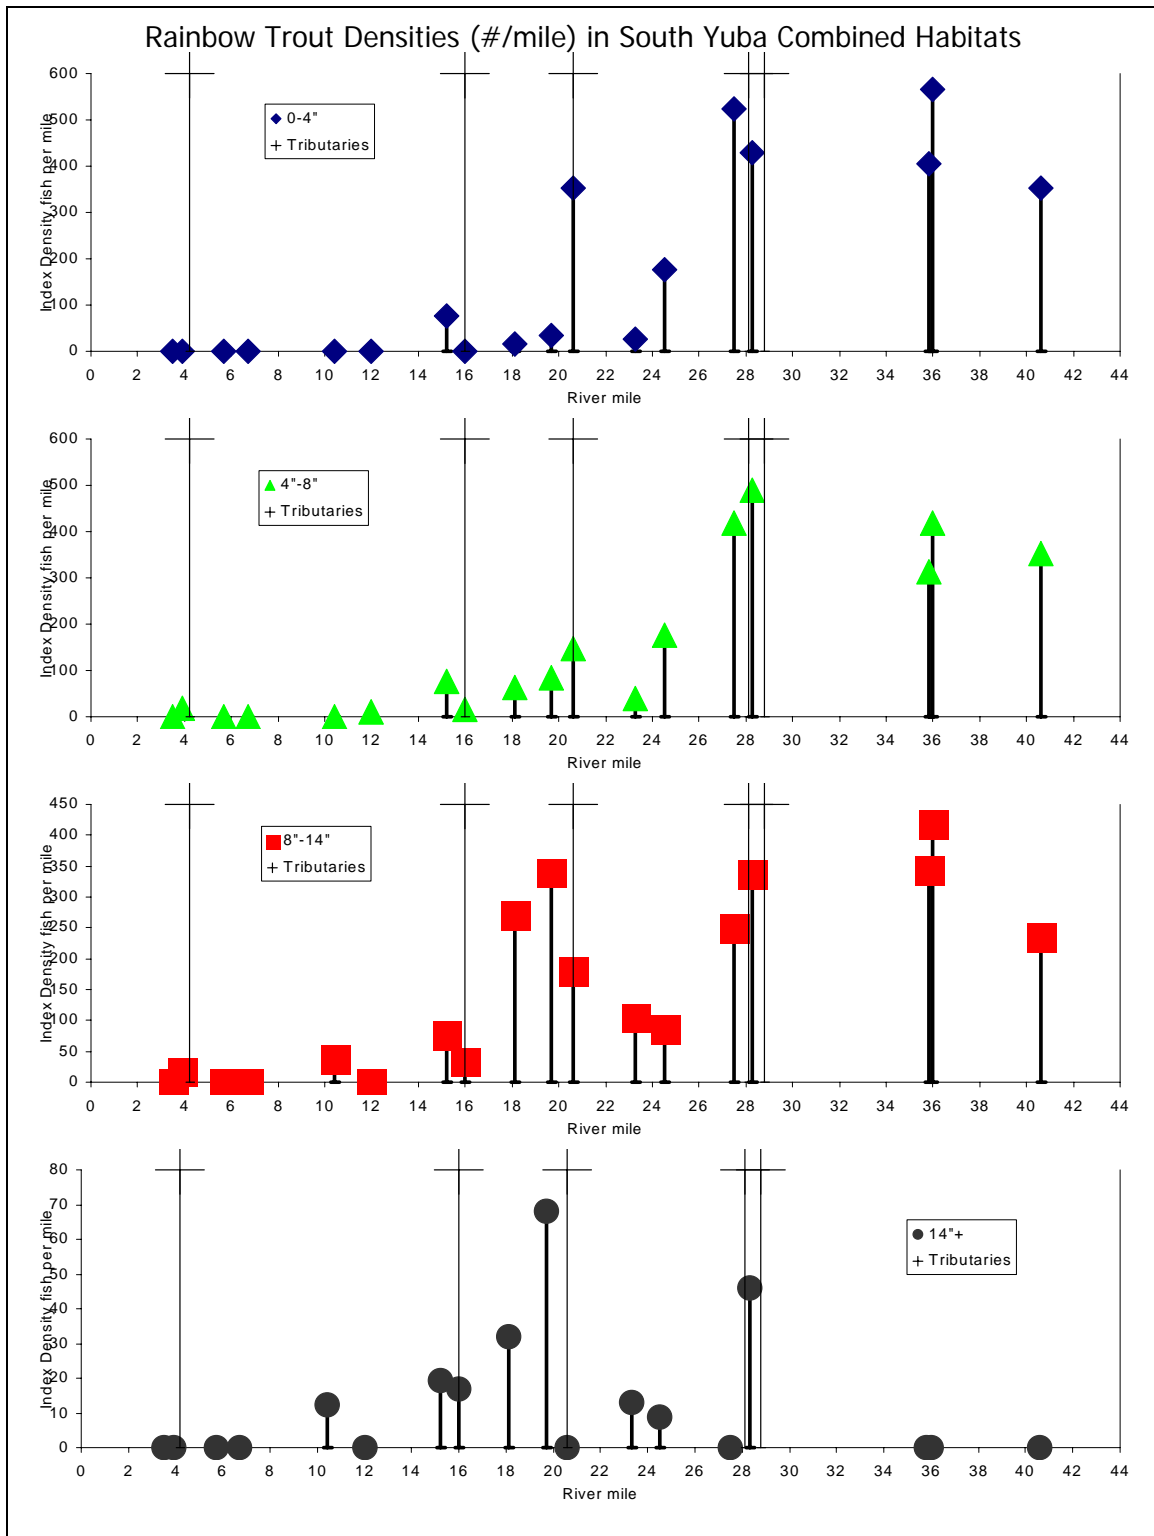 Rainbow Trout Densities (#/mile) in South Yuba Combined Habitats
Index Density fish per mile
600
500
400
300
200
100
0
0-4"
Tributaries
0 2 4 6 8 10 12 14 16 18 20 22 24 26 28 30 32 34 36 38 40 42 44
River mile
Index Density fish per mile
600
500
400
300
200
100
0
4"-8"
Tributaries
0 2 4 6 8 10 12 14 16 18 20 22 24 26 28 30 32 34 36 38 40 42 44
River mile
Index Density fish per mile
450
400
350
300
250
200
150
100
50
0
8"-14"
Tributaries
0 2 4 6 8 10 12 14 16 18 20 22 24 26 28 30 32 34 36 38 40 42 44
River mile
Index Density fish per mile
80
70
60
50
40
30
20
10
0
14"+
Tributaries
0 2 4 6 8 10 12 14 16 18 20 22 24 26 28 30 32 34 36 38 40 42 44
River mile